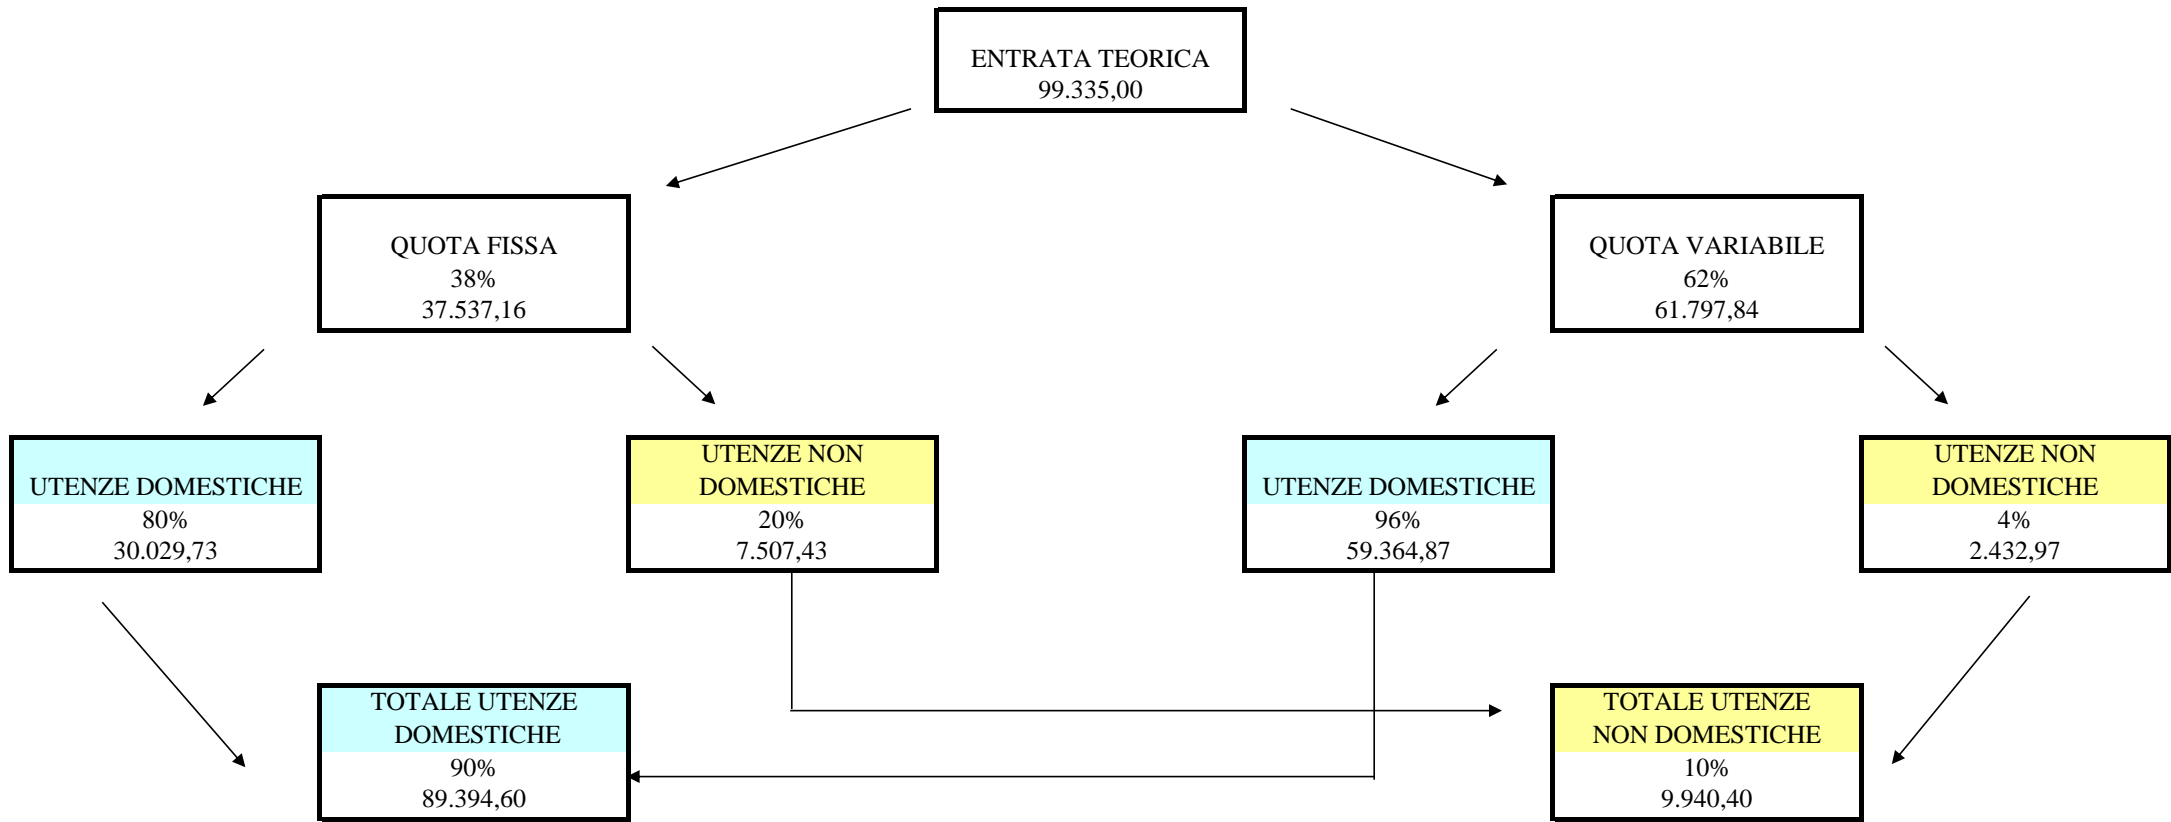 ENTRATA TEORICA
99.335,00
QUOTA FISSA
38%
37.537,16
QUOTA VARIABILE
62%
61.797,84
UTENZE DOMESTICHE
80%
30.029,73
UTENZE NON
DOMESTICHE
20%
7.507,43
UTENZE DOMESTICHE
96%
59.364,87
UTENZE NON
DOMESTICHE
4%
2.432,97
TOTALE UTENZE
DOMESTICHE
90%
89.394,60
TOTALE UTENZE
NON DOMESTICHE
10%
9.940,40